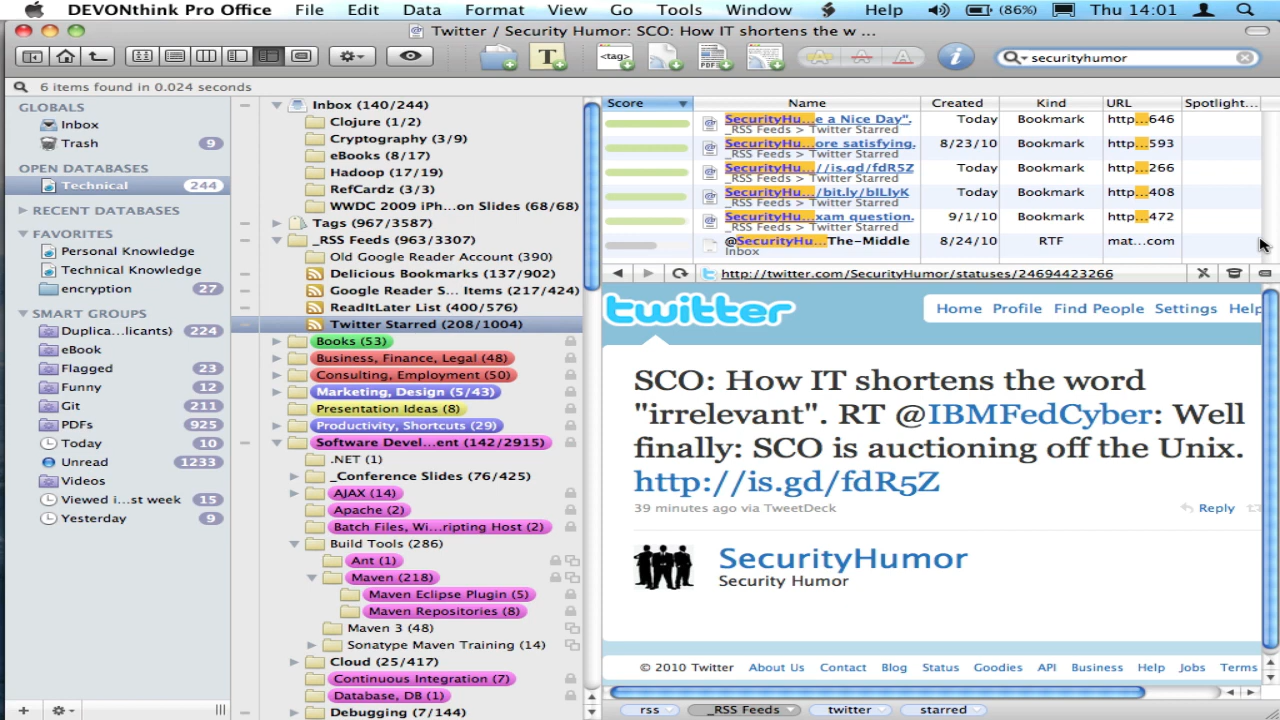 DEVONthink Pro Office File Edit Data Format View Go Tools Window Help (86%) Thu 14:01
Twitter / Security Humor: SCO: How IT shortens the w ...
T <tag> PDFs A A A i securityhumor
6 items found in 0.024 seconds
GLOBALS
Inbox
Trash 9
OPEN DATABASES
Technical 244
RECENT DATABASES
FAVORITES
Personal Knowledge
Technical Knowledge
encryption 27
SMART GROUPS
Duplica...licants) 224
eBook
Flagged 23
Funny 12
Git 211
PDFs 925
Today 10
Unread 1233
Videos
Viewed i...st week 15
Yesterday 9
Inbox (140/244)
Clojure (1/2)
Cryptography (3/9)
eBooks (8/17)
Hadoop (17/19)
RefCardz (3/3)
WWDC 2009 iPh...on Slides (68/68)
Tags (967/3587)
_RSS Feeds (963/3307)
Old Google Reader Account (390)
Delicious Bookmarks (137/902)
Google Reader S... Items (217/424)
ReadItLater List (400/576)
Twitter Starred (208/1004)
Books (53)
Business, Finance, Legal (48)
Consulting, Employment (50)
Marketing, Design (5/43)
Presentation Ideas (8)
Productivity, Shortcuts (29)
Software Devel...ent (142/2915)
.NET (1)
_Conference Slides (76/425)
AJAX (14)
Apache (2)
Batch Files, Wi...ripting Host (2)
Build Tools (286)
Ant (1)
Maven (218)
Maven Eclipse Plugin (5)
Maven Repositories (8)
Maven 3 (48)
Sonatype Maven Training (14)
Cloud (25/417)
Continuous Integration (7)
Database, DB (1)
Debugging (7/144)
Score Name Created Kind URL Spotlight...
SecurityHu...e a Nice Day". Today Bookmark http...646
_RSS Feeds > Twitter Starred
SecurityHu...ore satisfying. 8/23/10 Bookmark http...593
_RSS Feeds > Twitter Starred
SecurityHu...//is.gd/fdR5Z Today Bookmark http...266
_RSS Feeds > Twitter Starred
SecurityHu.../bit.ly/bILIyK Today Bookmark http...408
_RSS Feeds > Twitter Starred
SecurityHu...xam question. 9/1/10 Bookmark http...472
_RSS Feeds > Twitter Starred
@SecurityHu...The-Middle 8/24/10 RTF mat...com
Inbox
http://twitter.com/SecurityHumor/statuses/24694423266
twitter Home Profile Find People Settings Help
SCO: How IT shortens the word
"irrelevant". RT @IBMFedCyber: Well
finally: SCO is auctioning off the Unix.
http://is.gd/fdR5Z
39 minutes ago via TweetDeck Reply
SecurityHumor
Security Humor
© 2010 Twitter About Us Contact Blog Status Goodies API Business Help Jobs Terms
rss _RSS Feeds twitter starred